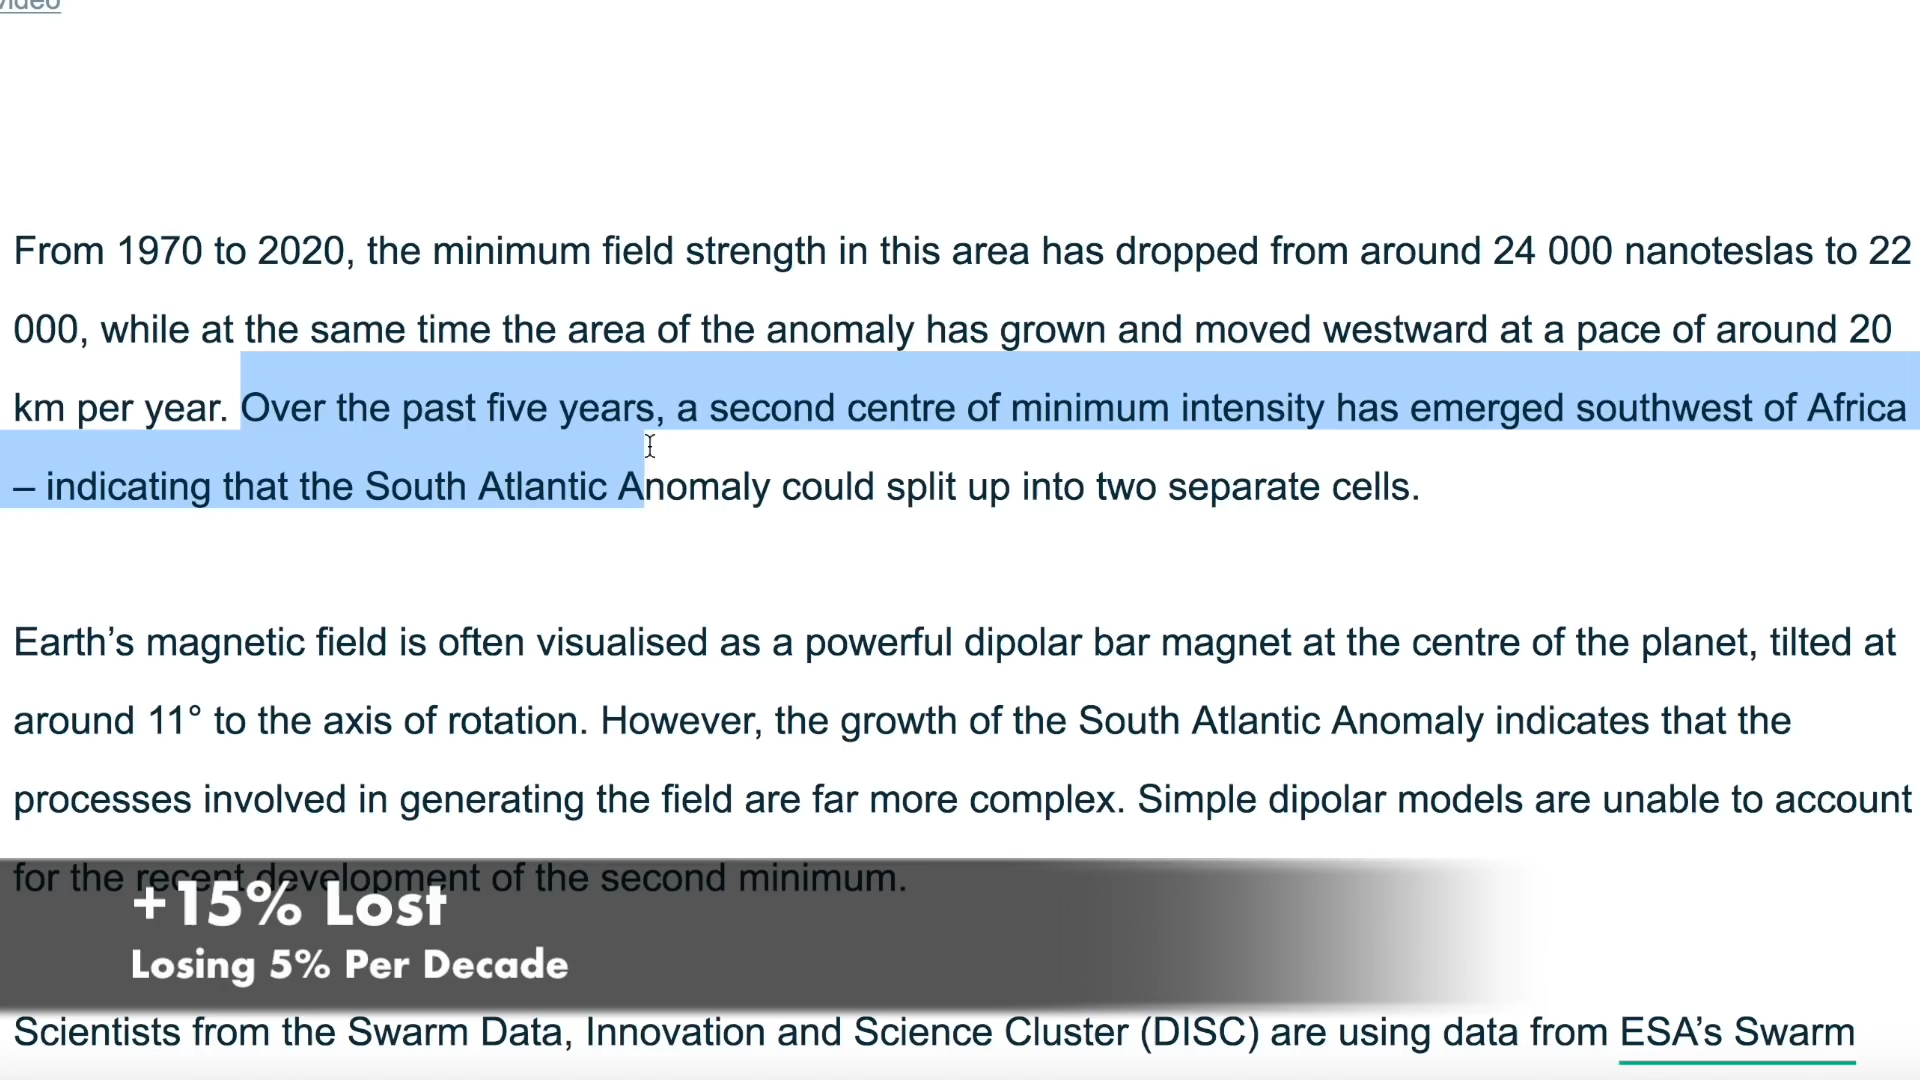 video
From 1970 to 2020, the minimum field strength in this area has dropped from around 24 000 nanoteslas to 22
000, while at the same time the area of the anomaly has grown and moved westward at a pace of around 20
km per year. Over the past five years, a second centre of minimum intensity has emerged southwest of Africa
– indicating that the South Atlantic Anomaly could split up into two separate cells.
Earth’s magnetic field is often visualised as a powerful dipolar bar magnet at the centre of the planet, tilted at
around 11° to the axis of rotation. However, the growth of the South Atlantic Anomaly indicates that the
processes involved in generating the field are far more complex. Simple dipolar models are unable to account
for the recent development of the second minimum.
+15% Lost
Losing 5% Per Decade
Scientists from the Swarm Data, Innovation and Science Cluster (DISC) are using data from ESA’s Swarm